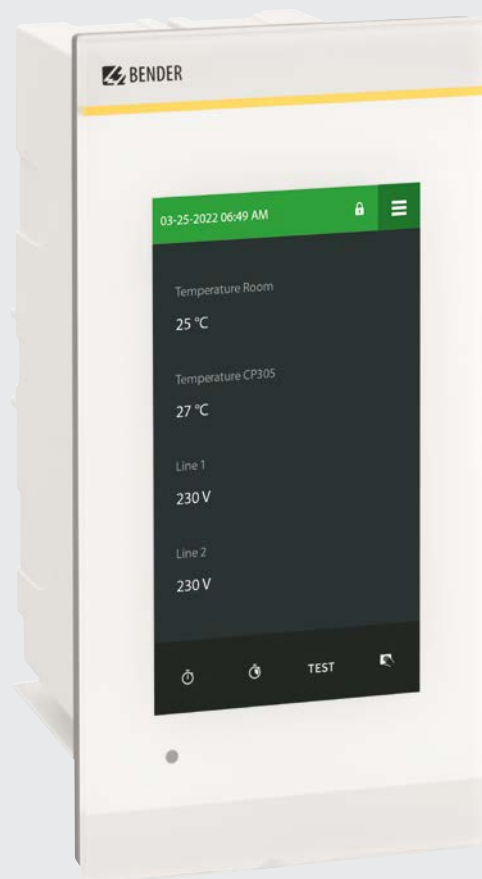 BENDER
03-25-2022 06:49 AM
Temperature Room
25 °C
Temperature CP305
27 °C
Line 1
230 V
Line 2
230 V
TEST